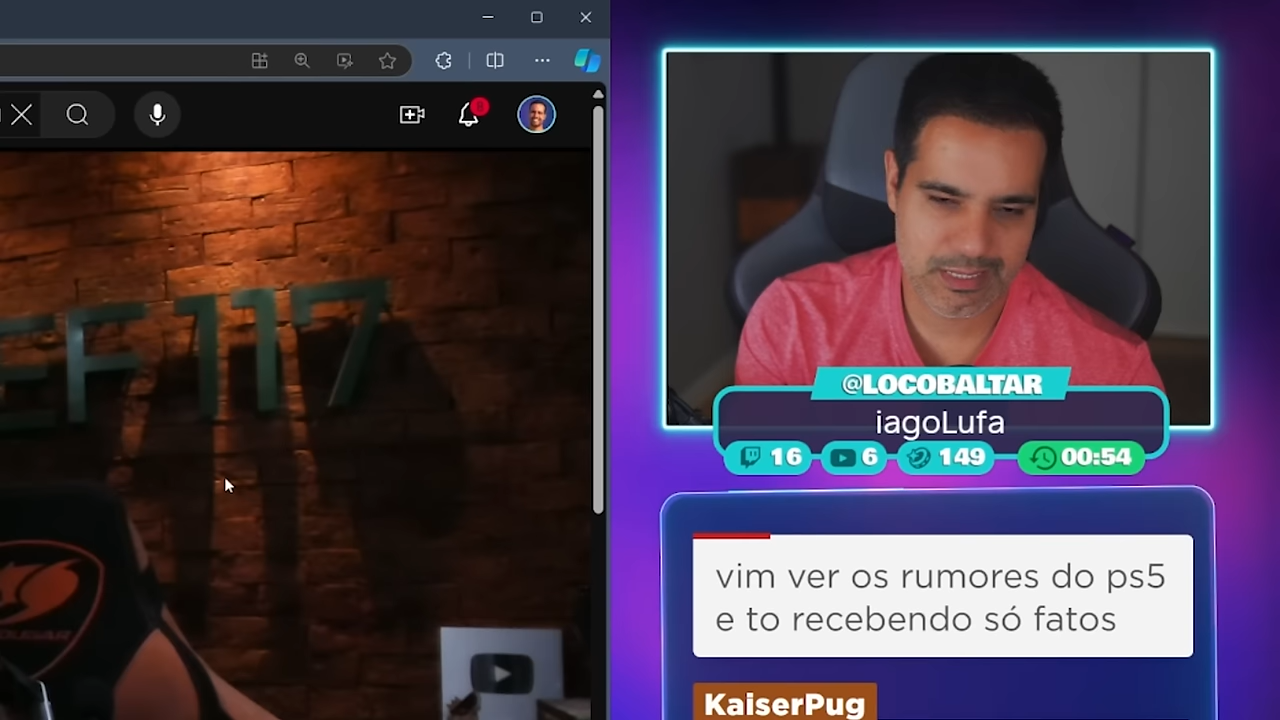 EF117
@LOCOBALTAR
iagoLufa
16
6
149
00:54
vim ver os rumores do ps5
e to recebendo só fatos
KaiserPug